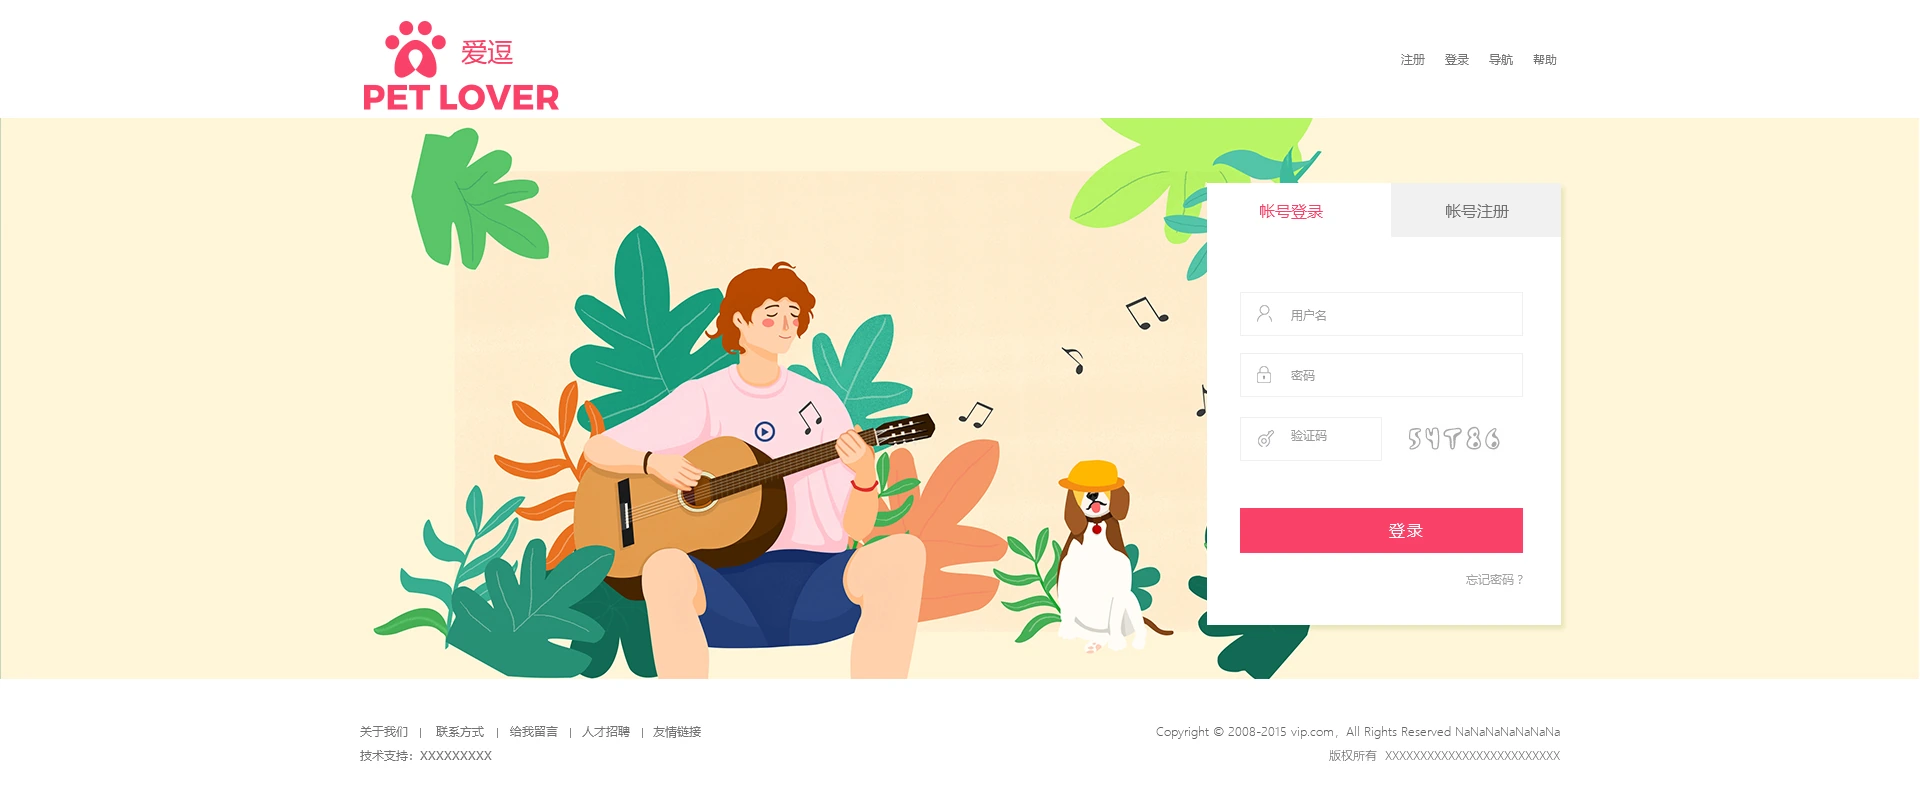 爱逗
PET LOVER
注册 登录 导航 帮助
帐号登录 帐号注册
用户名
密码
验证码 54T86
登录
忘记密码？
关于我们 | 联系方式 | 给我留言 | 人才招聘 | 友情链接
技术支持：XXXXXXXXX
Copyright © 2008-2015 vip.com，All Rights Reserved NaNaNaNaNaNaNa
版权所有 XXXXXXXXXXXXXXXXXXXXXXXXX